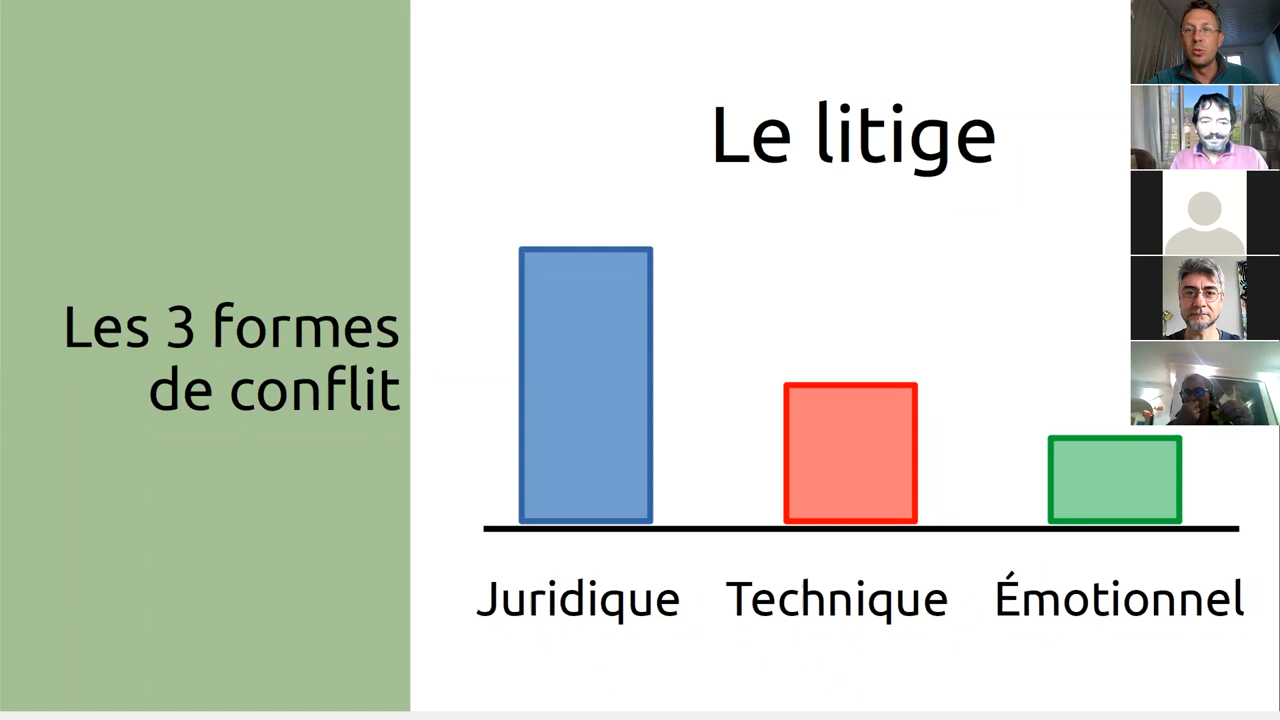 Le litige
Les 3 formes
de conflit
Juridique
Technique
Émotionnel